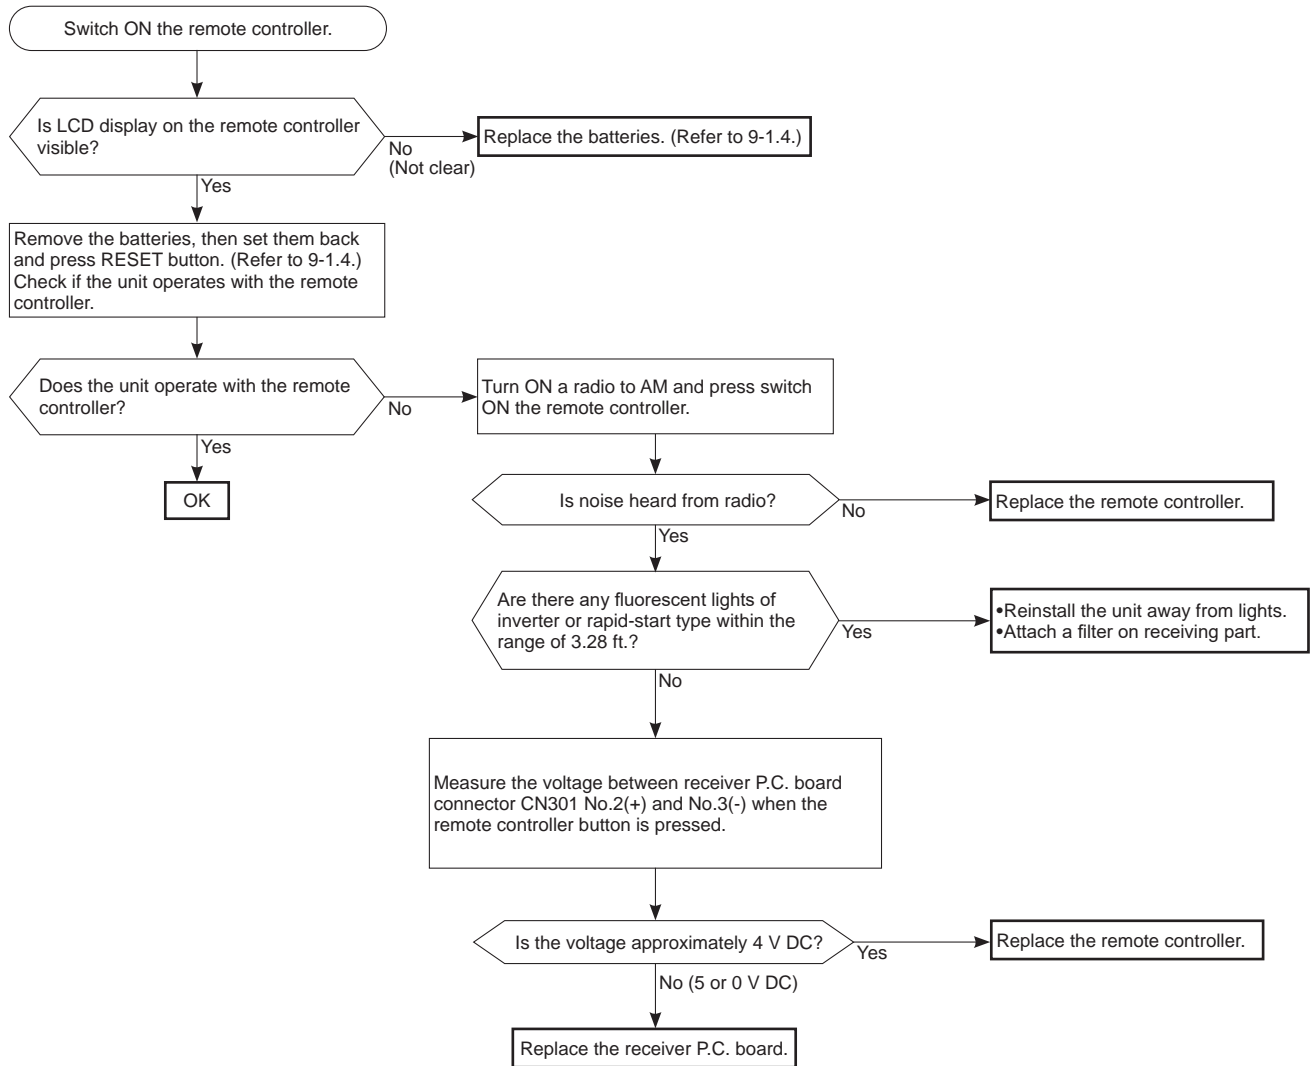 Switch ON the remote controller.
Is LCD display on the remote controller
visible?
No
(Not clear)
Replace the batteries. (Refer to 9-1.4.)
Yes
Remove the batteries, then set them back
and press RESET button. (Refer to 9-1.4.)
Check if the unit operates with the remote
controller.
Does the unit operate with the remote
controller?
No
Turn ON a radio to AM and press switch
ON the remote controller.
Yes
OK
Is noise heard from radio?
No
Replace the remote controller.
Yes
Are there any fluorescent lights of
inverter or rapid-start type within the
range of 3.28 ft.?
Yes
•Reinstall the unit away from lights.
•Attach a filter on receiving part.
No
Measure the voltage between receiver P.C. board
connector CN301 No.2(+) and No.3(-) when the
remote controller button is pressed.
Is the voltage approximately 4 V DC?
Yes
Replace the remote controller.
No (5 or 0 V DC)
Replace the receiver P.C. board.